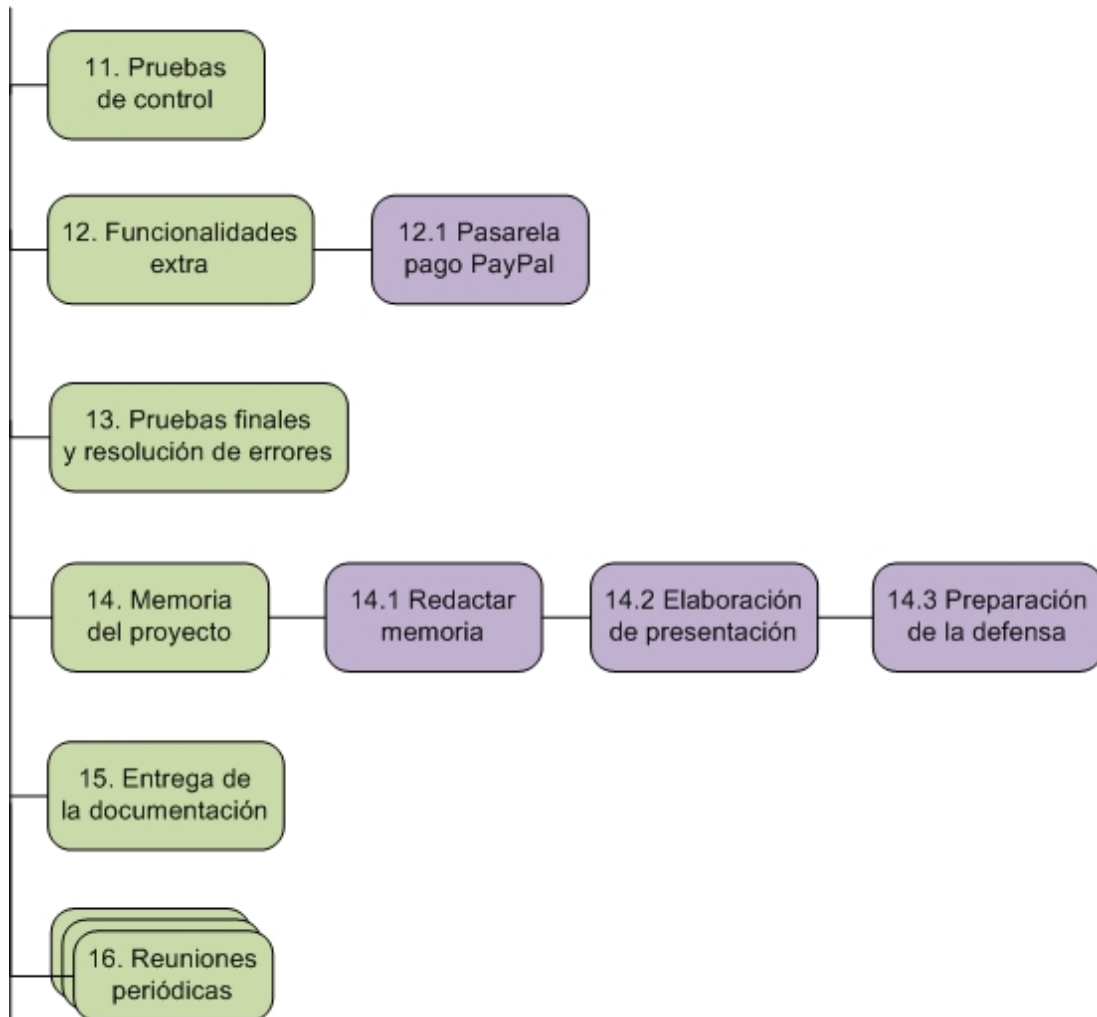 11. Pruebas
de control
12. Funcionalidades
extra
12.1 Pasarela
pago PayPal
13. Pruebas finales
y resolución de errores
14. Memoria
del proyecto
14.1 Redactar
memoria
14.2 Elaboración
de presentación
14.3 Preparación
de la defensa
15. Entrega de
la documentación
16. Reuniones
periódicas